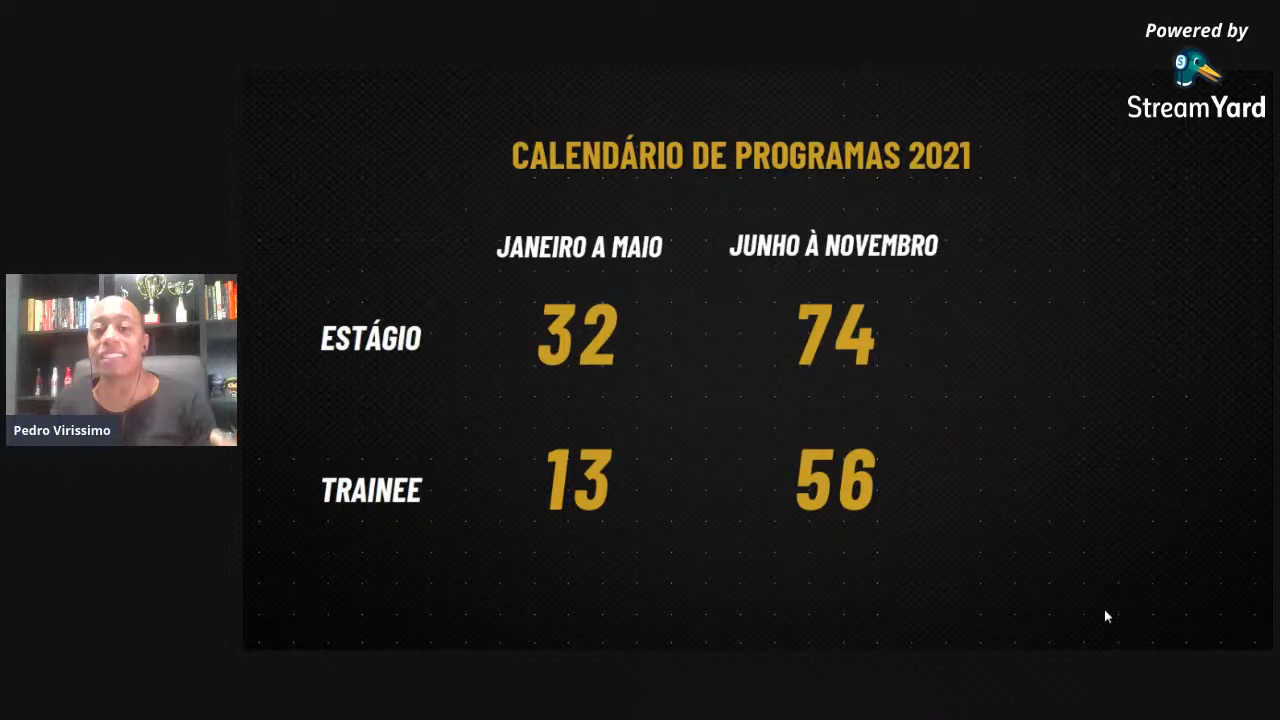 Powered by
StreamYard
CALENDÁRIO DE PROGRAMAS 2021
JANEIRO A MAIO JUNHO À NOVEMBRO
ESTÁGIO 32 74
TRAINEE 13 56
Pedro Virissimo